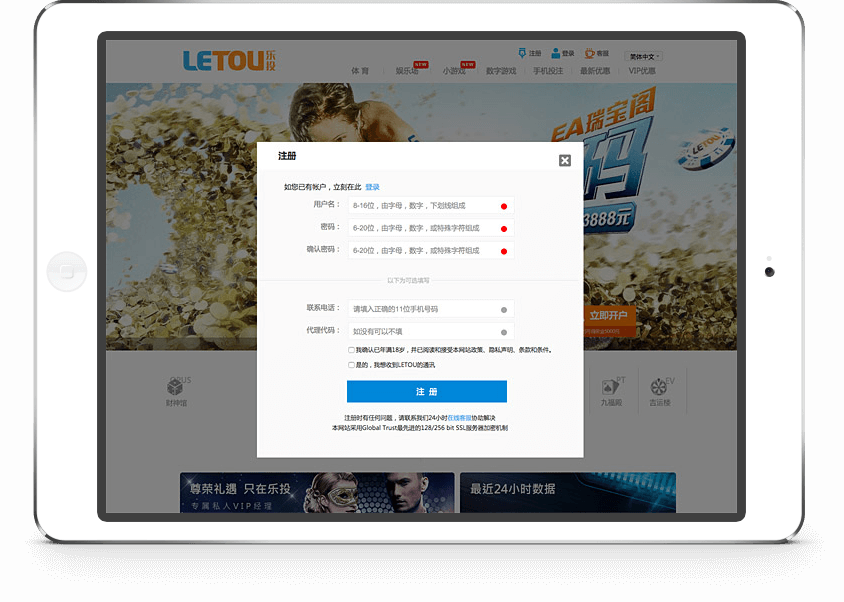 LETOU乐投
注册 登录 客服 简体中文
体育 娱乐场 NEW 小游戏 NEW 数字游戏 手机投注 最新优惠 VIP优惠
EA瑞宝阁
码
LETOU
3888元
立即开户
注册
如您已有帐户，立刻在此 登录
用户名： 8-16位，由字母，数字，下划线组成
密码： 6-20位，由字母，数字，或特殊字符组成
确认密码： 6-20位，由字母，数字，或特殊字符组成
以下为可选填写
联系电话： 请填入正确的11位手机号码
代理代码： 如没有可以不填
我确认已年满18岁，并已阅读和接受本网站政策、隐私声明、条款和条件。
是的，我想收到LETOU的通讯
注 册
注册时有任何问题，请联系我们24小时在线客服协助解决
本网站采用Global Trust最先进的128/256 bit SSL服务器加密机制
财神馆
PT
九福殿
EV
吉运楼
尊荣礼遇 只在乐投
专属私人VIP经理
最近24小时数据